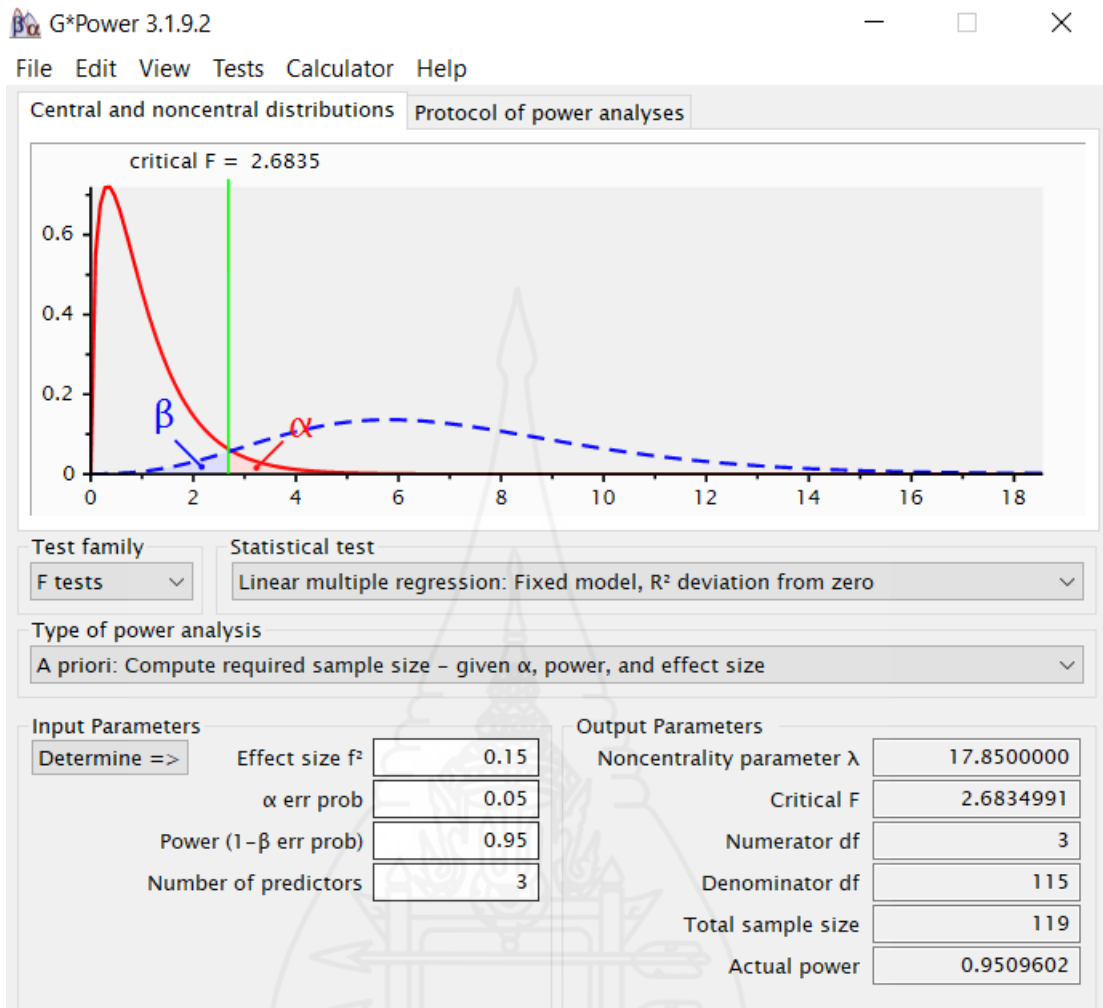 G*Power 3.1.9.2
File Edit View Tests Calculator Help
Central and noncentral distributions Protocol of power analyses
critical F = 2.6835
0.6
0.4
0.2
0
β
α
0 2 4 6 8 10 12 14 16 18
Test family Statistical test
F tests Linear multiple regression: Fixed model, R² deviation from zero
Type of power analysis
A priori: Compute required sample size – given α, power, and effect size
Input Parameters Output Parameters
Determine => Effect size f² 0.15 Noncentrality parameter λ 17.8500000
α err prob 0.05 Critical F 2.6834991
Power (1-β err prob) 0.95 Numerator df 3
Number of predictors 3 Denominator df 115
Total sample size 119
Actual power 0.9509602